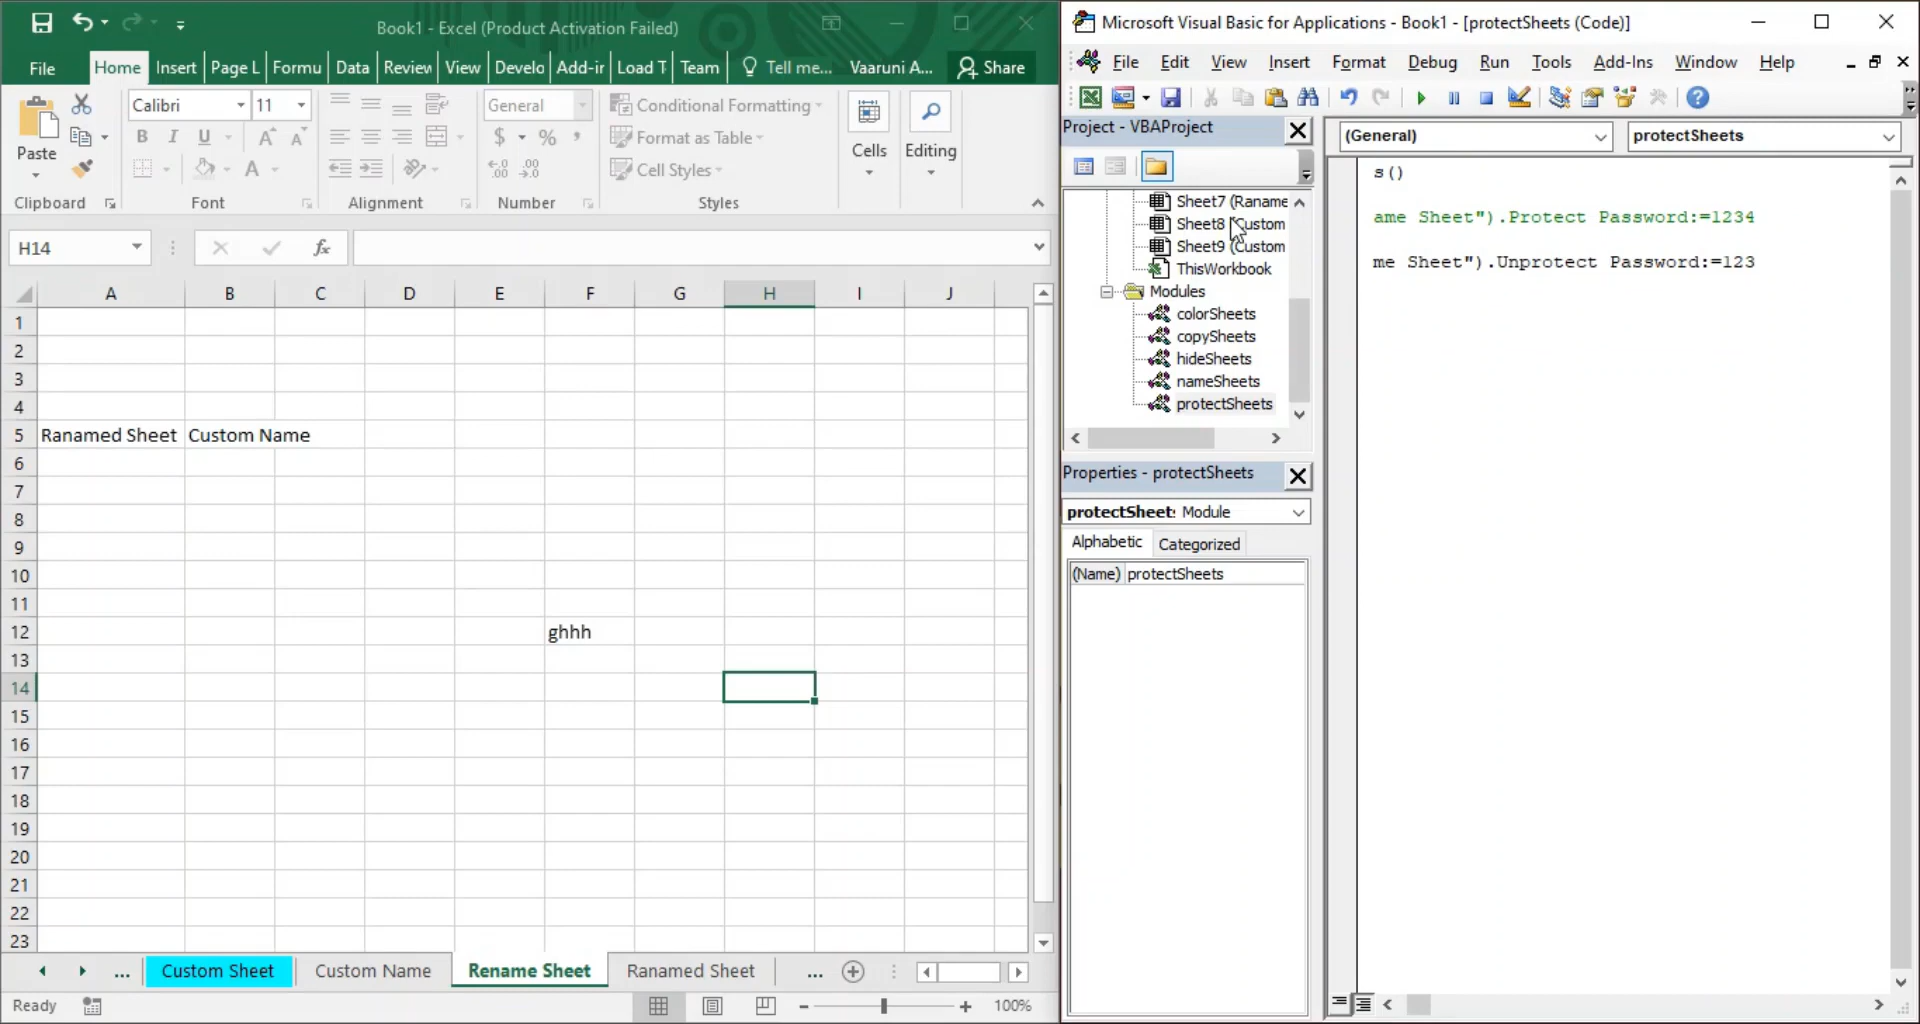 Book1 - Excel (Product Activation Failed)
File Home Insert Page L Formu Data Review View Develo Add-ir Load T Team Tell me... Vaaruni A... Share
Calibri 11 General Conditional Formatting
B I U A A $ % , Format as Table
Paste Cells Editing
A Cell Styles
Clipboard Font Alignment Number Styles
H14 fx
A B C D E F G H I J
1
2
3
4
5 Ranamed Sheet Custom Name
6
7
8
9
10
11
12 ghhh
13
14
15
16
17
18
19
20
21
22
23
... Custom Sheet Custom Name Rename Sheet Ranamed Sheet ...
Ready 100%
Microsoft Visual Basic for Applications - Book1 - [protectSheets (Code)]
File Edit View Insert Format Debug Run Tools Add-Ins Window Help
Project - VBAProject
Sheet7 (Rename
Sheet8 (Custom
Sheet9 (Custom
ThisWorkbook
Modules
colorSheets
copySheets
hideSheets
nameSheets
protectSheets
Properties - protectSheets
protectSheet: Module
Alphabetic Categorized
(Name) protectSheets
(General) protectSheets
s()
ame Sheet").Protect Password:=1234
me Sheet").Unprotect Password:=123